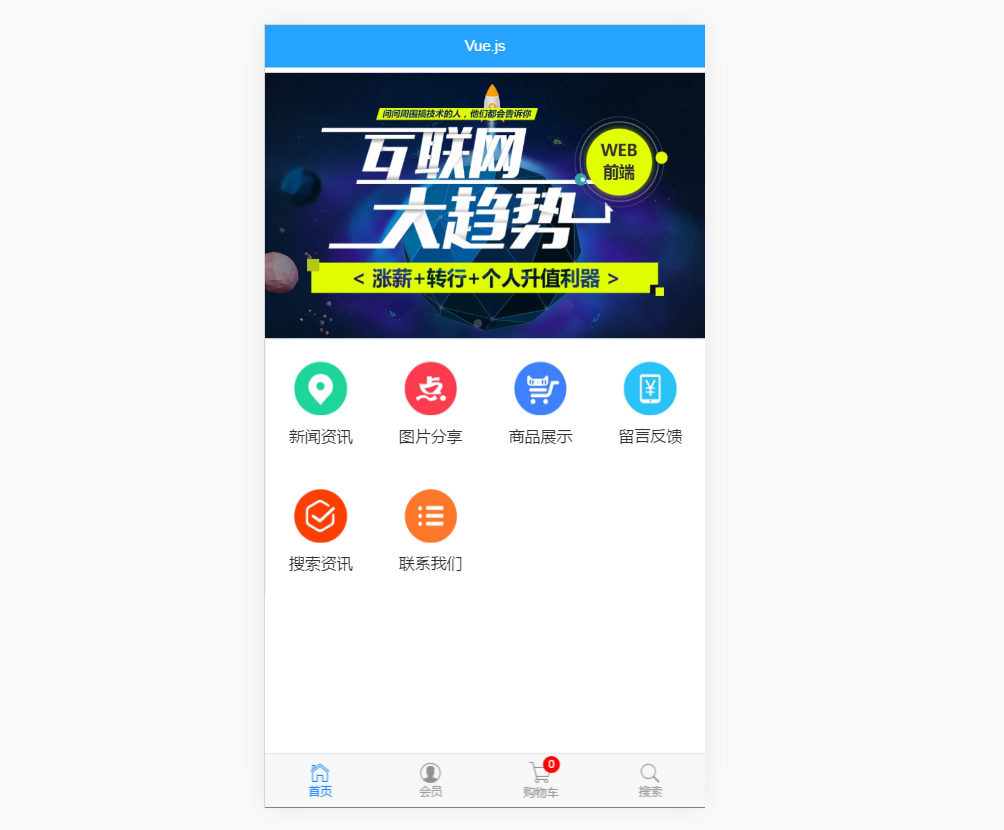 Vue.js
问问周围搞技术的人，他们都会告诉你
互联网
大趋势
WEB
前端
< 涨薪+转行+个人升值利器 >
新闻资讯
图片分享
商品展示
留言反馈
搜索资讯
联系我们
首页
会员
0
购物车
搜索